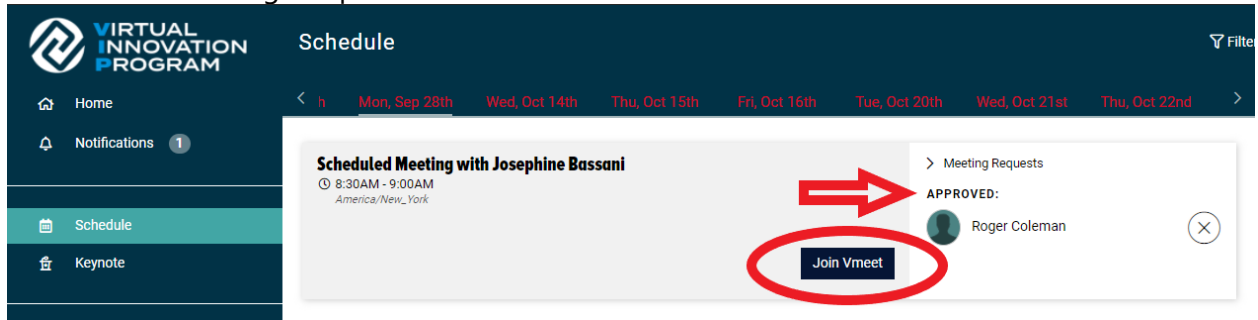 VIRTUAL
INNOVATION
PROGRAM
Schedule
Filter
Home
Notifications 1
Schedule
Keynote
h Mon, Sep 28th Wed, Oct 14th Thu, Oct 15th Fri, Oct 16th Tue, Oct 20th Wed, Oct 21st Thu, Oct 22nd
Scheduled Meeting with Josephine Bassani
8:30AM - 9:00AM
America/New_York
Join Vmeet
Meeting Requests
APPROVED:
Roger Coleman